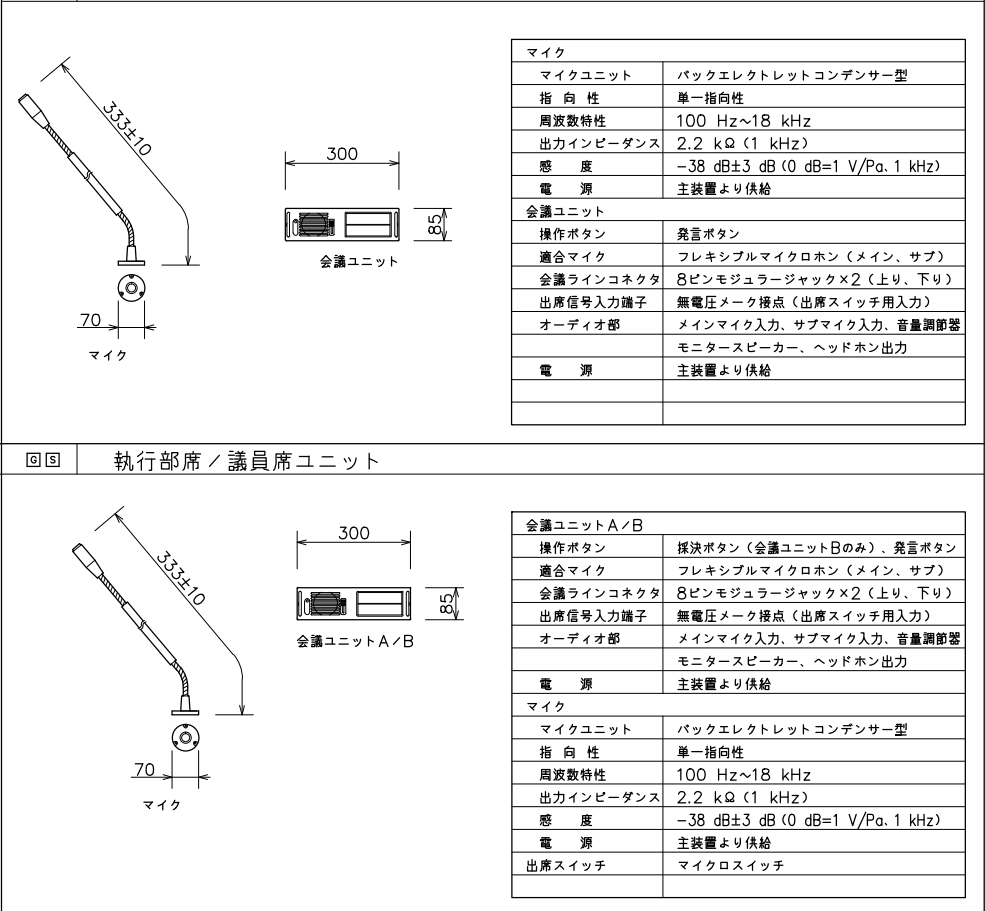 333±10
300
85
会議ユニット
70
マイク
マイク
マイクユニット バックエレクトレットコンデンサー型
指向性 単一指向性
周波数特性 100 Hz~18 kHz
出力インピーダンス 2.2 kΩ (1 kHz)
感度 -38 dB±3 dB (0 dB=1 V/Pa、1 kHz)
電源 主装置より供給
会議ユニット
操作ボタン 発言ボタン
適合マイク フレキシブルマイクロホン (メイン、サブ)
会議ラインコネクタ 8ピンモジュラージャック×2 (上り、下り)
出席信号入力端子 無電圧メーク接点 (出席スイッチ用入力)
オーディオ部 メインマイク入力、サブマイク入力、音量調節器
モニタースピーカー、ヘッドホン出力
電源 主装置より供給
G S 執行部席/議員席ユニット
333±10
300
85
会議ユニットA/B
70
マイク
会議ユニットA/B
操作ボタン 採決ボタン (会議ユニットBのみ)、発言ボタン
適合マイク フレキシブルマイクロホン (メイン、サブ)
会議ラインコネクタ 8ピンモジュラージャック×2 (上り、下り)
出席信号入力端子 無電圧メーク接点 (出席スイッチ用入力)
オーディオ部 メインマイク入力、サブマイク入力、音量調節器
モニタースピーカー、ヘッドホン出力
電源 主装置より供給
マイク
マイクユニット バックエレクトレットコンデンサー型
指向性 単一指向性
周波数特性 100 Hz~18 kHz
出力インピーダンス 2.2 kΩ (1 kHz)
感度 -38 dB±3 dB (0 dB=1 V/Pa、1 kHz)
電源 主装置より供給
出席スイッチ マイクロスイッチ